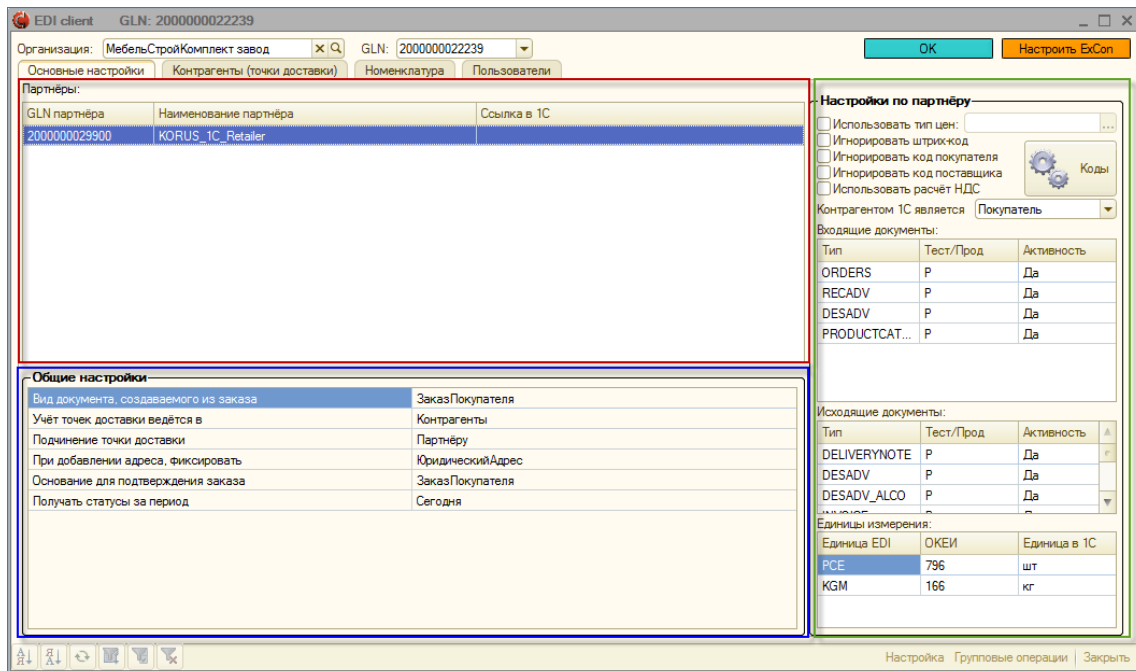 EDI client GLN: 2000000022239
Организация: МебельСтройКомплект завод GLN: 2000000022239 OK Настроить ExCon
Основные настройки Контрагенты (точки доставки) Номенклатура Пользователи
Партнёры:
GLN партнёра Наименование партнёра Ссылка в 1С
2000000029900 KORUS_1C_Retailer
Общие настройки
Вид документа, создаваемого из заказа ЗаказПокупателя
Учёт точек доставки ведётся в Контрагенты
Подчинение точки доставки Партнёру
При добавлении адреса, фиксировать ЮридическийАдрес
Основание для подтверждения заказа ЗаказПокупателя
Получать статусы за период Сегодня
Настройки по партнёру
Использовать тип цен: ...
Игнорировать штрих-код
Игнорировать код покупателя
Игнорировать код поставщика
Использовать расчёт НДС
Коды
Контрагентом 1С является Покупатель
Входящие документы:
Тип Тест/Прод Активность
ORDERS P Да
RECADV P Да
DESADV P Да
PRODUCTCAT... P Да
Исходящие документы:
Тип Тест/Прод Активность
DELIVERYNOTE P Да
DESADV P Да
DESADV_ALCO P Да
Единицы измерения:
Единица EDI ОКЕИ Единица в 1С
PCE 796 шт
KGM 166 кг
Настройка Групповые операции Закрыть